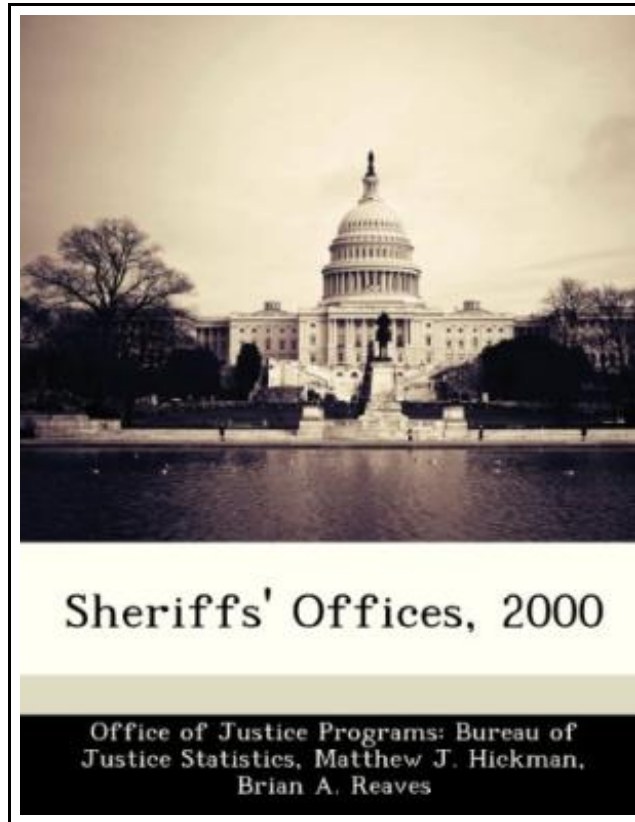 Sheriffs' Offices, 2000
Office of Justice Programs: Bureau of
Justice Statistics, Matthew J. Hickman,
Brian A. Reaves